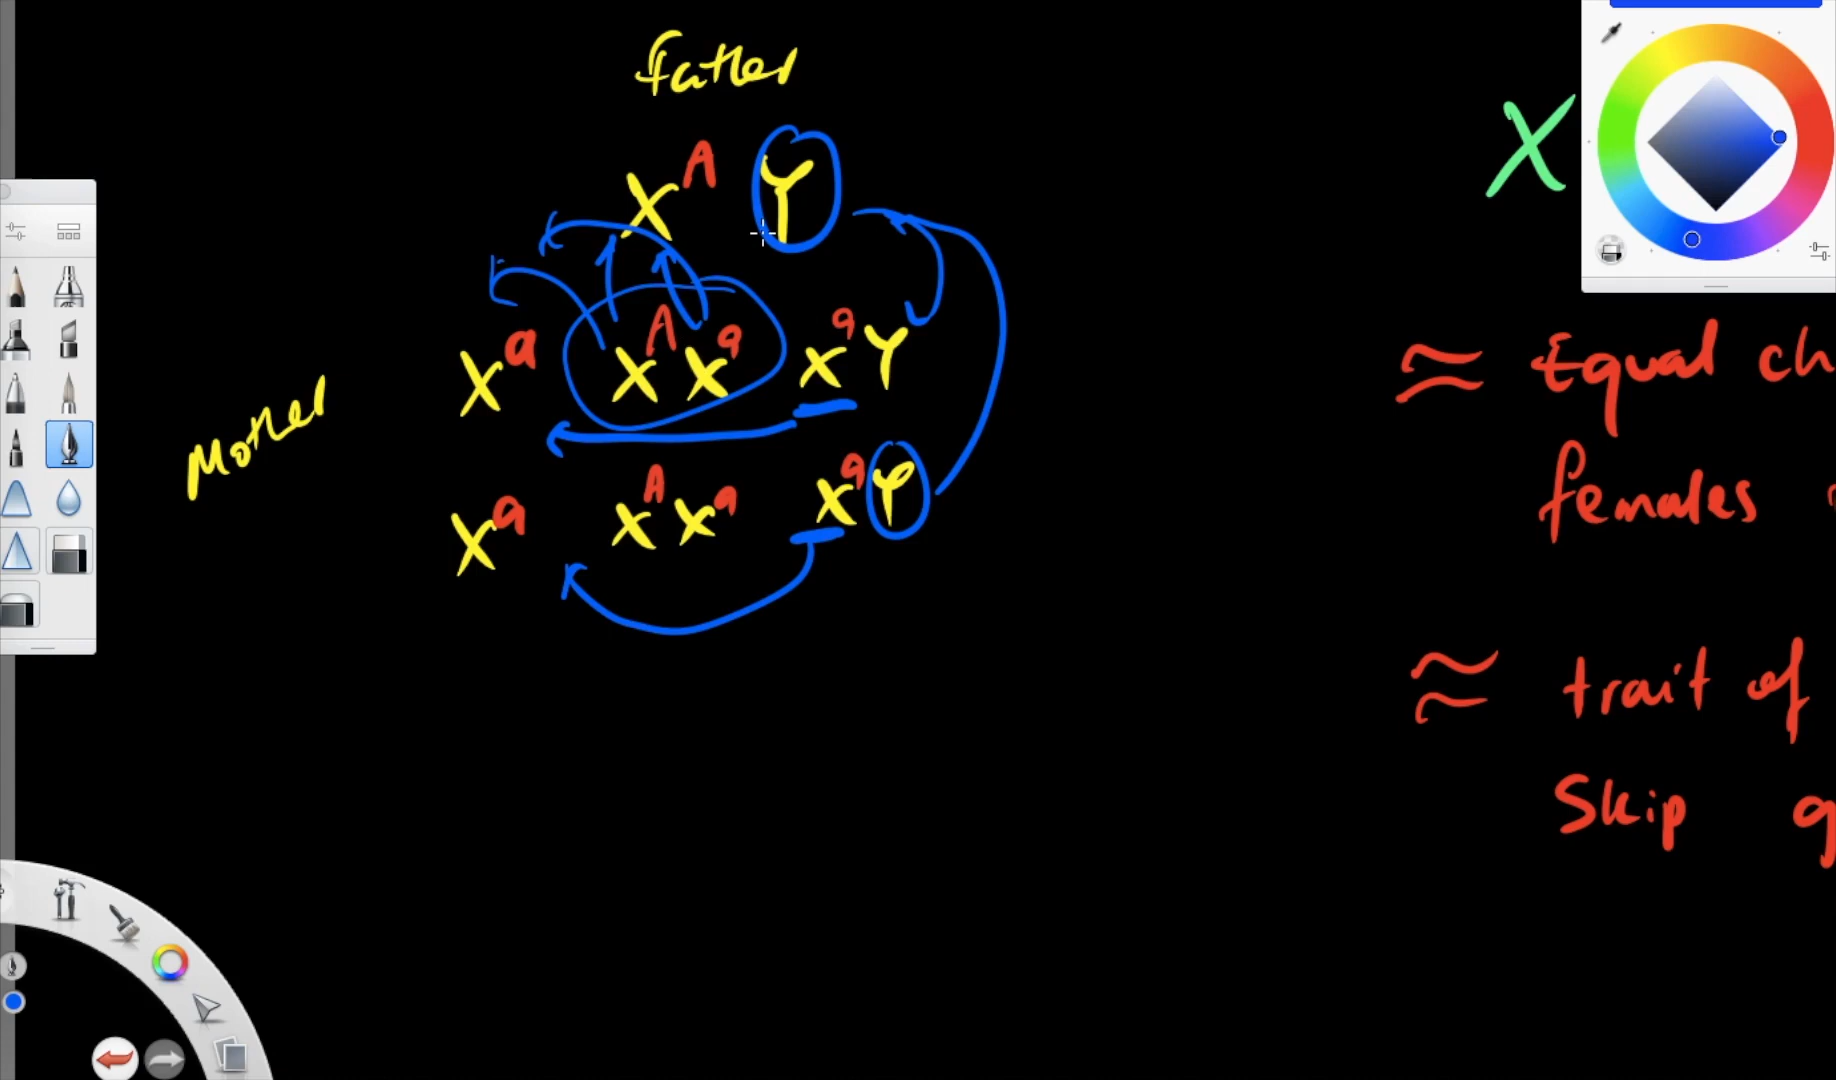 Father
X^A Y
X
X^a X^A X^a X^a Y
Mother
X^a X^A X^a X^a Y
≈ Equal ch
females
≈ trait of
Skip